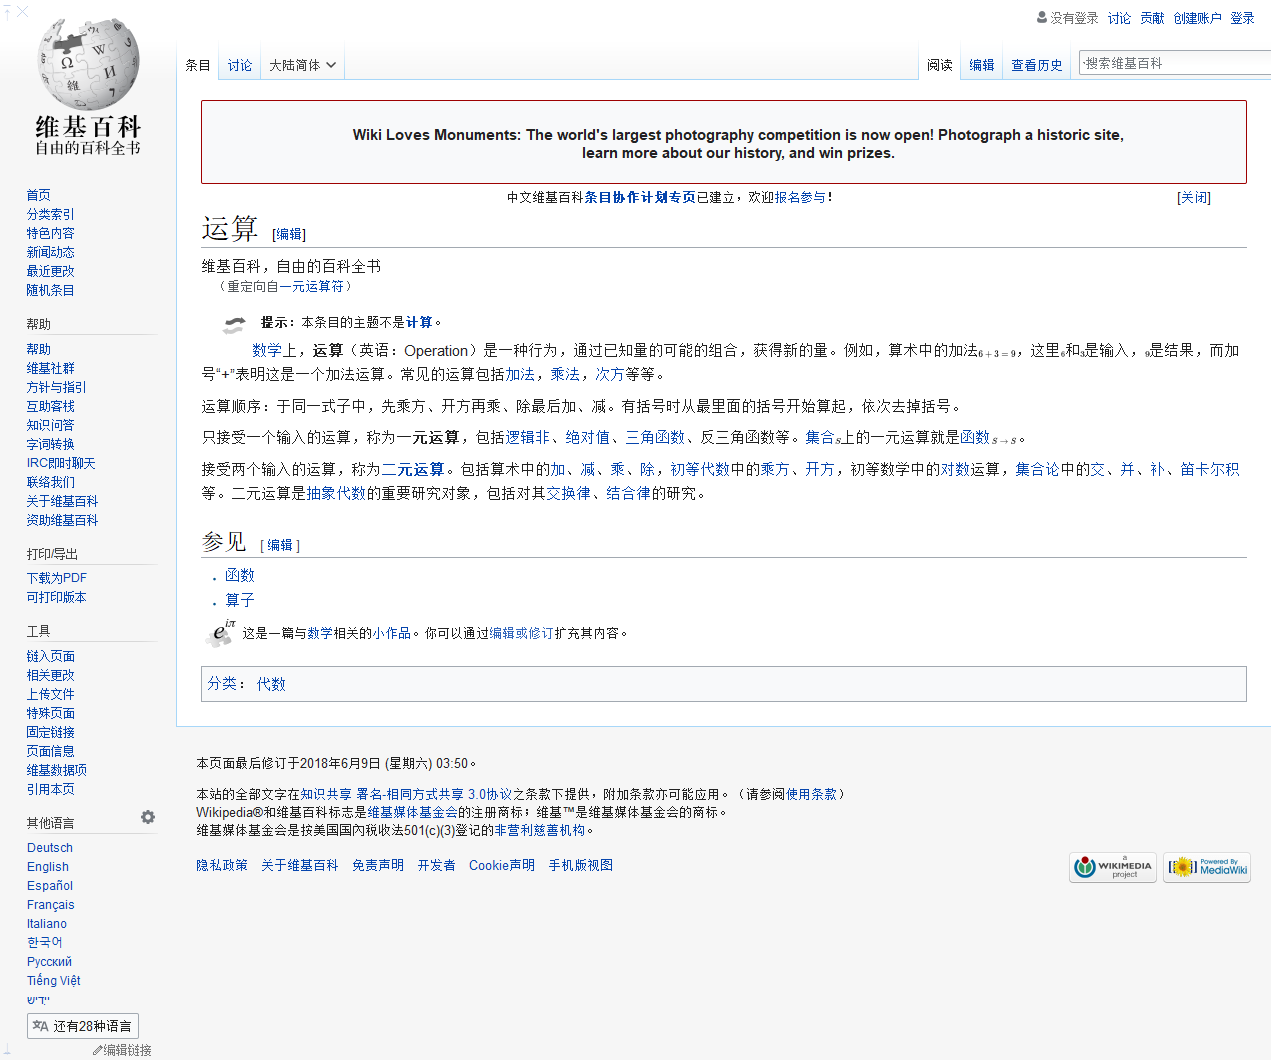 没有登录 讨论 贡献 创建账户 登录
条目 讨论 大陆简体 阅读 编辑 查看历史 搜索维基百科
维基百科
自由的百科全书
首页
分类索引
特色内容
新闻动态
最近更改
随机条目
帮助
帮助
维基社群
方针与指引
互助客栈
知识问答
字词转换
IRC即时聊天
联络我们
关于维基百科
资助维基百科
打印/导出
下载为PDF
可打印版本
工具
链入页面
相关更改
上传文件
特殊页面
固定链接
页面信息
维基数据项
引用本页
其他语言
Deutsch
English
Español
Français
Italiano
한국어
Русский
Tiếng Việt
ייִדיש
还有28种语言
编辑链接
Wiki Loves Monuments: The world's largest photography competition is now open! Photograph a historic site,
learn more about our history, and win prizes.
中文维基百科条目协作计划专页已建立，欢迎报名参与！ [关闭]
运算 [编辑]
维基百科，自由的百科全书
（重定向自一元运算符）
提示：本条目的主题不是计算。
数学上，运算（英语：Operation）是一种行为，通过已知量的可能的组合，获得新的量。例如，算术中的加法6+3=9，这里6和3是输入，9是结果，而加
号“+”表明这是一个加法运算。常见的运算包括加法，乘法，次方等等。
运算顺序：于同一式子中，先乘方、开方再乘、除最后加、减。有括号时从最里面的括号开始算起，依次去掉括号。
只接受一个输入的运算，称为一元运算，包括逻辑非、绝对值、三角函数、反三角函数等。集合S上的一元运算就是函数S→S。
接受两个输入的运算，称为二元运算。包括算术中的加、减、乘、除，初等代数中的乘方、开方，初等数学中的对数运算，集合论中的交、并、补、笛卡尔积
等。二元运算是抽象代数的重要研究对象，包括对其交换律、结合律的研究。
参见 [ 编辑 ]
函数
算子
e^iπ 这是一篇与数学相关的小作品。你可以通过编辑或修订扩充其内容。
分类： 代数
本页面最后修订于2018年6月9日 (星期六) 03:50。
本站的全部文字在知识共享 署名-相同方式共享 3.0协议之条款下提供，附加条款亦可能应用。（请参阅使用条款）
Wikipedia®和维基百科标志是维基媒体基金会的注册商标；维基™是维基媒体基金会的商标。
维基媒体基金会是按美国国內税收法501(c)(3)登记的非营利慈善机构。
隐私政策 关于维基百科 免责声明 开发者 Cookie声明 手机版视图
a WIKIMEDIA project Powered By MediaWiki